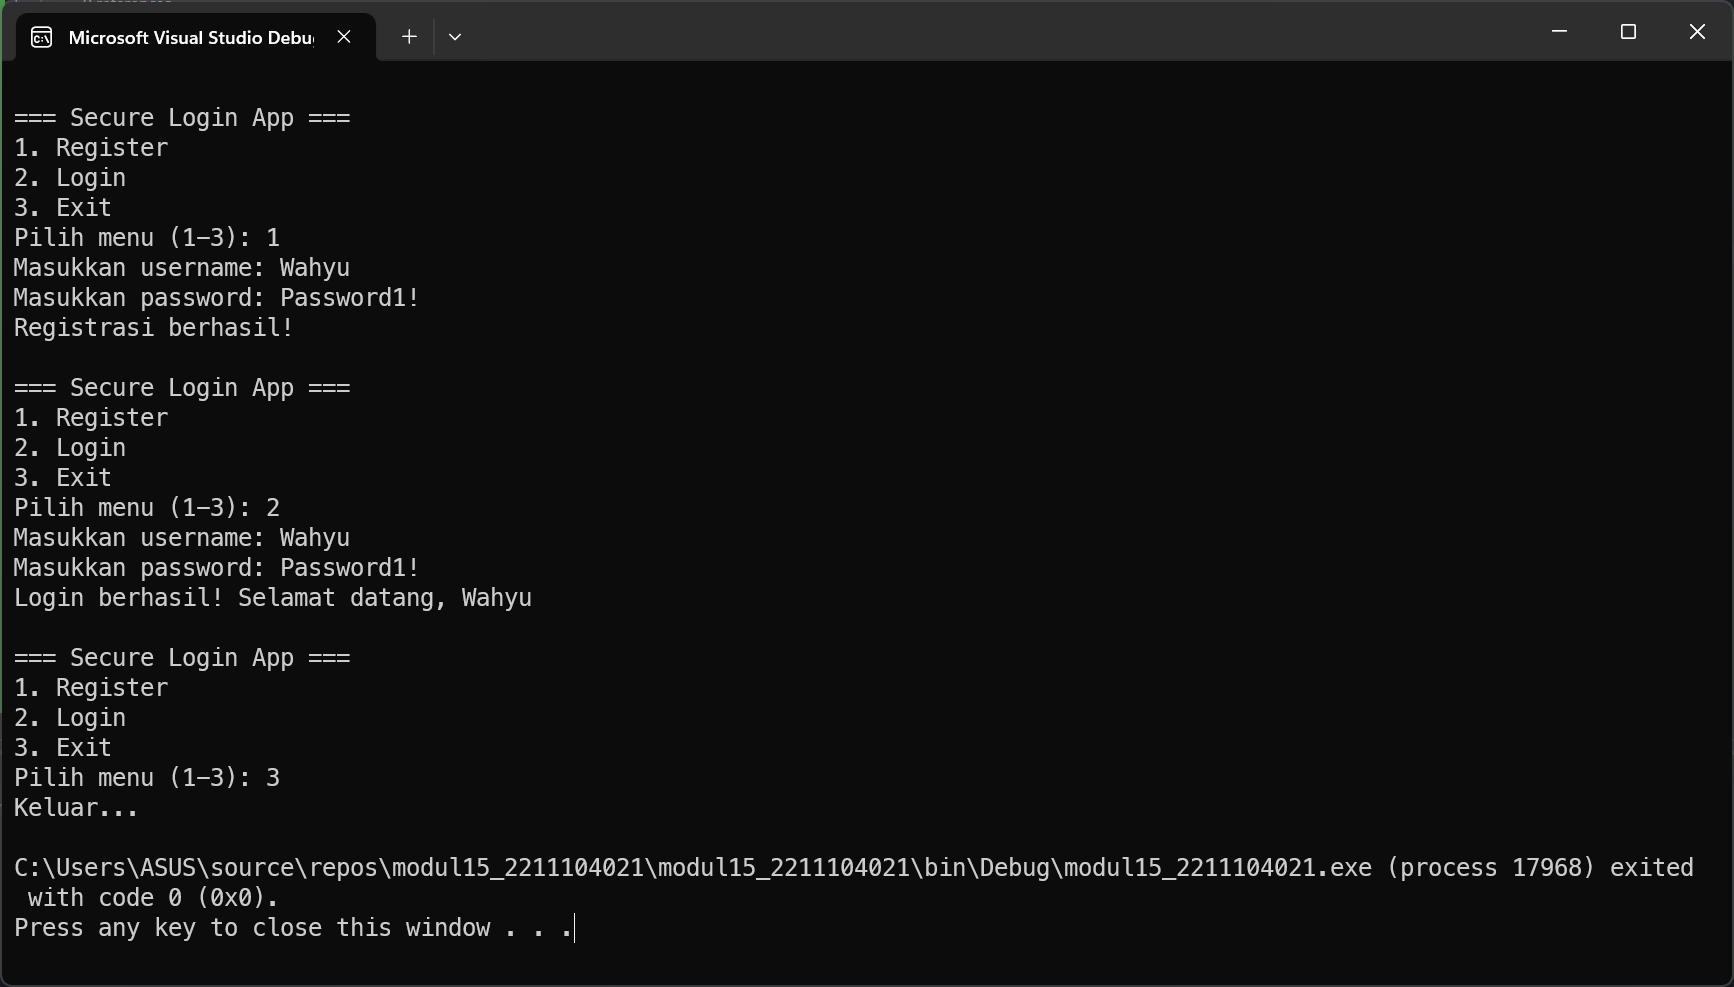 Microsoft Visual Studio Debu
=== Secure Login App ===
1. Register
2. Login
3. Exit
Pilih menu (1-3): 1
Masukkan username: Wahyu
Masukkan password: Password1!
Registrasi berhasil!
=== Secure Login App ===
1. Register
2. Login
3. Exit
Pilih menu (1-3): 2
Masukkan username: Wahyu
Masukkan password: Password1!
Login berhasil! Selamat datang, Wahyu
=== Secure Login App ===
1. Register
2. Login
3. Exit
Pilih menu (1-3): 3
Keluar...
C:\Users\ASUS\source\repos\modul15_2211104021\modul15_2211104021\bin\Debug\modul15_2211104021.exe (process 17968) exited
with code 0 (0x0).
Press any key to close this window . . .